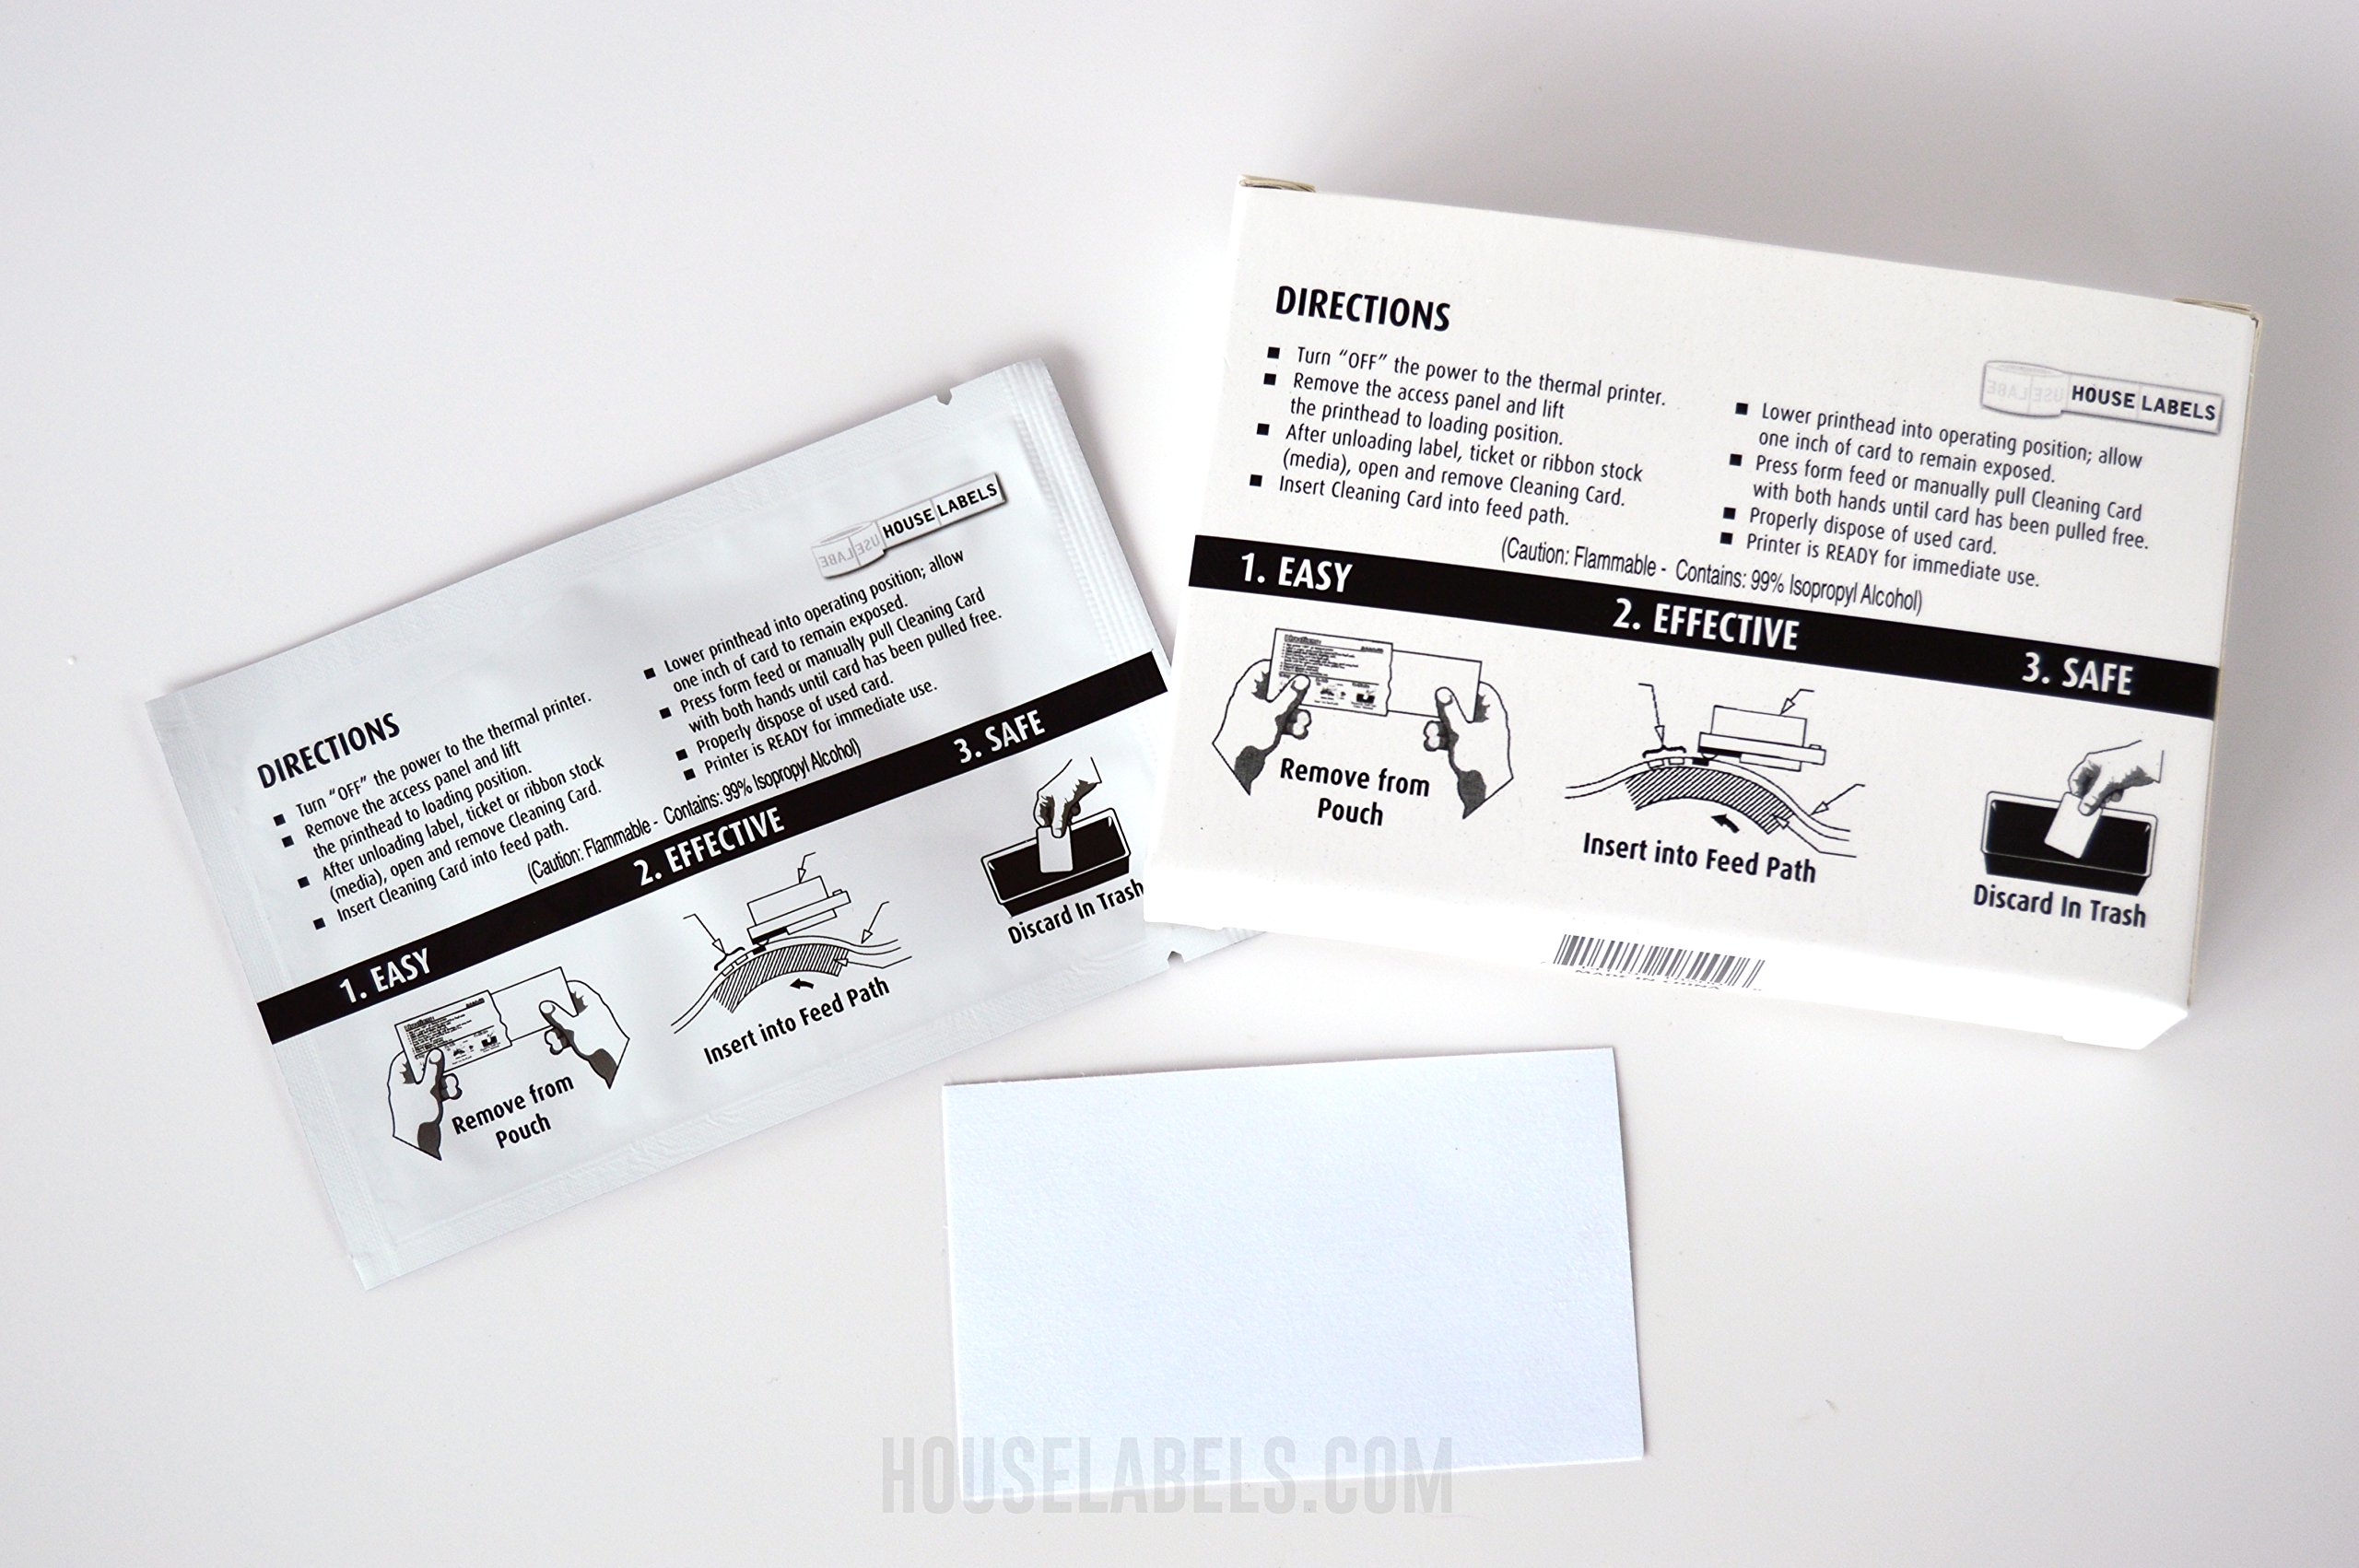 DIRECTIONS
■ Turn “OFF” the power to the thermal printer.
■ Remove the access panel and lift
the printhead to loading position.
■ After unloading label, ticket or ribbon stock
(media), open and remove Cleaning Card.
■ Insert Cleaning Card into feed path.
HOUSE LABELS
■ Lower printhead into operating position; allow
one inch of card to remain exposed.
■ Press form feed or manually pull Cleaning Card
with both hands until card has been pulled free.
■ Properly dispose of used card.
■ Printer is READY for immediate use.
(Caution: Flammable - Contains: 99% Isopropyl Alcohol)
1. EASY
2. EFFECTIVE
3. SAFE
Remove from
Pouch
Insert into Feed Path
Discard In Trash
DIRECTIONS
■ Turn “OFF” the power to the thermal printer.
■ Remove the access panel and lift
the printhead to loading position.
■ After unloading label, ticket or ribbon stock
(media), open and remove Cleaning Card.
■ Insert Cleaning Card into feed path.
HOUSE LABELS
■ Lower printhead into operating position; allow
one inch of card to remain exposed.
■ Press form feed or manually pull Cleaning Card
with both hands until card has been pulled free.
■ Properly dispose of used card.
■ Printer is READY for immediate use.
(Caution: Flammable - Contains: 99% Isopropyl Alcohol)
1. EASY
2. EFFECTIVE
3. SAFE
Remove from
Pouch
Insert into Feed Path
Discard In Trash
MADE IN CHINA
HOUSELABELS.COM